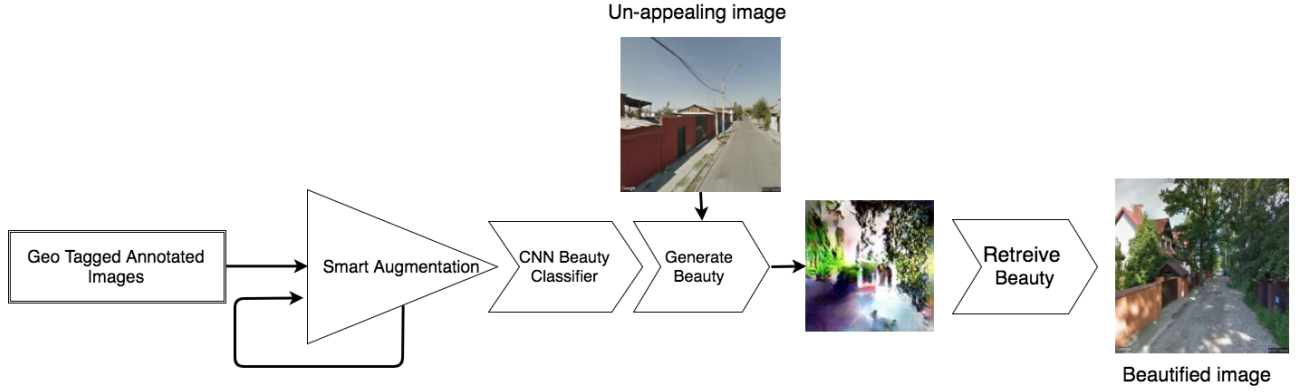 Un-appealing image
Geo Tagged Annotated
Images
Smart Augmentation
CNN Beauty
Classifier
Generate
Beauty
Retreive
Beauty
Beautified image